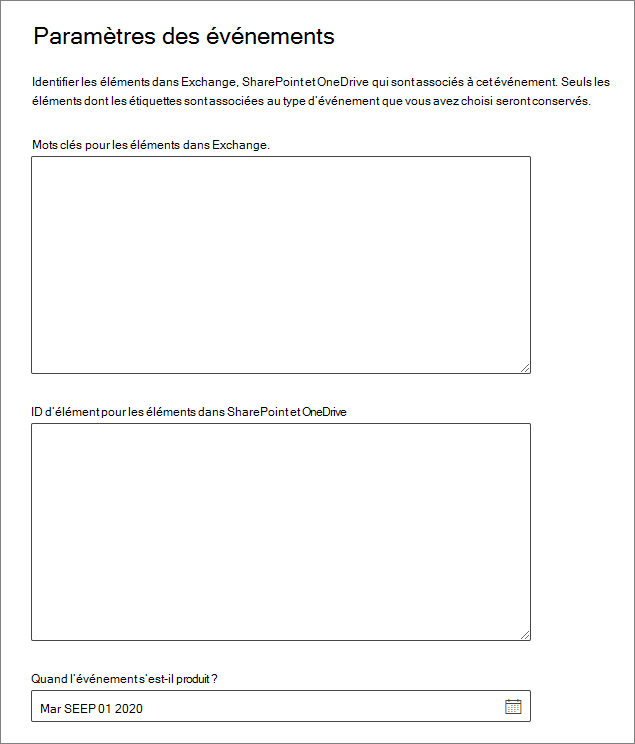 Paramètres des événements
Identifier les éléments dans Exchange, SharePoint et OneDrive qui sont associés à cet événement. Seuls les
éléments dont les étiquettes sont associées au type d'événement que vous avez choisi seront conservés.
Mots clés pour les éléments dans Exchange.
ID d'élément pour les éléments dans SharePoint et OneDrive
Quand l'événement s'est-il produit ?
Mar SEEP 01 2020